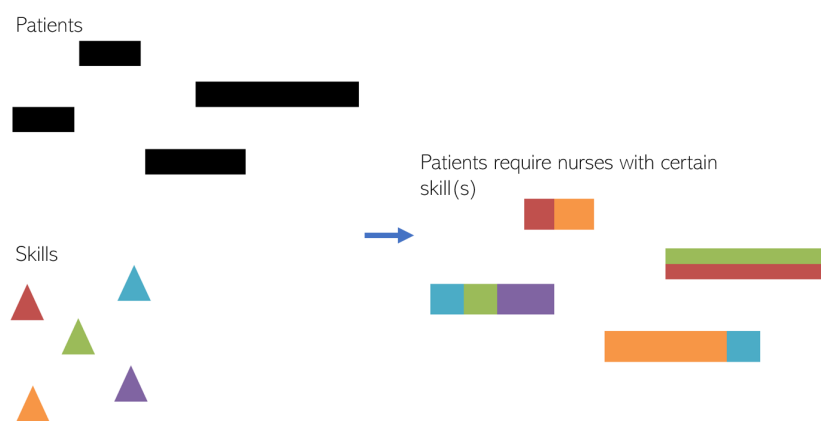 Patients
Patients require nurses with certain
skill(s)
Skills